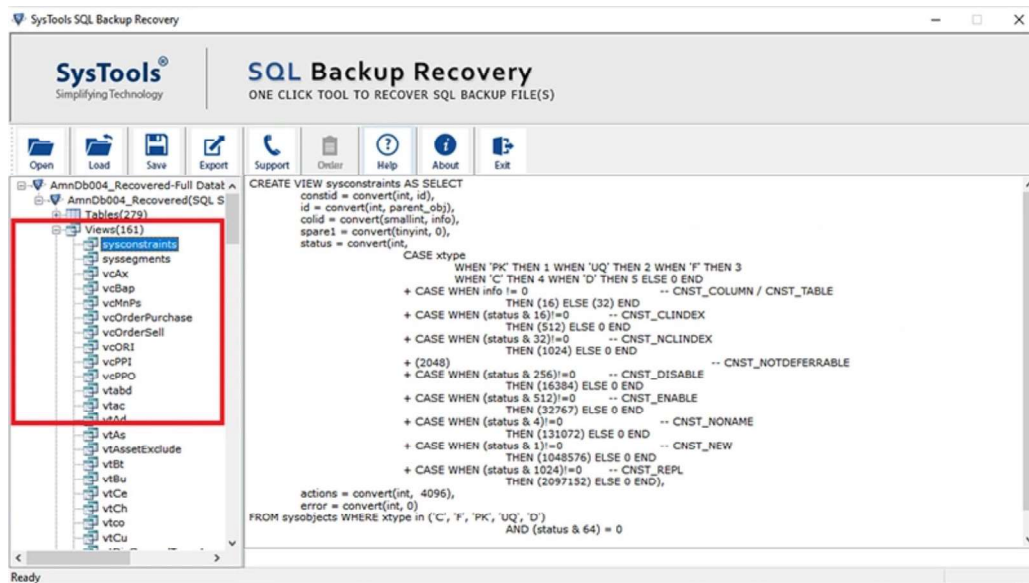 SysTools SQL Backup Recovery
SysTools®
Simplifying Technology
SQL Backup Recovery
ONE CLICK TOOL TO RECOVER SQL BACKUP FILE(S)
Open
Load
Save
Export
Support
Order
Help
About
Exit
AmnDb004_Recovered-Full Datab
AmnDb004_Recovered(SQL S
Tables(279)
Views(161)
sysconstraints
syssegments
vcAx
vcBap
vcMnPs
vcOrderPurchase
vcOrderSell
vcORI
vcPPI
vcPPO
vtabd
vtac
vtAd
vtAs
vtAssetExclude
vtBt
vtBu
vtCe
vtCh
vtco
vtCu
CREATE VIEW sysconstraints AS SELECT
constid = convert(int, id),
id = convert(int, parent_obj),
colid = convert(smallint, info),
spare1 = convert(tinyint, 0),
status = convert(int,
CASE xtype
WHEN 'PK' THEN 1 WHEN 'UQ' THEN 2 WHEN 'F' THEN 3
WHEN 'C' THEN 4 WHEN 'D' THEN 5 ELSE 0 END
+ CASE WHEN info != 0 -- CNST_COLUMN / CNST_TABLE
THEN (16) ELSE (32) END
+ CASE WHEN (status & 16)!=0 -- CNST_CLINDEX
THEN (512) ELSE 0 END
+ CASE WHEN (status & 32)!=0 -- CNST_NCLINDEX
THEN (1024) ELSE 0 END
+ (2048) -- CNST_NOTDEFERRABLE
+ CASE WHEN (status & 256)!=0 -- CNST_DISABLE
THEN (16384) ELSE 0 END
+ CASE WHEN (status & 512)!=0 -- CNST_ENABLE
THEN (32767) ELSE 0 END
+ CASE WHEN (status & 4)!=0 -- CNST_NONAME
THEN (131072) ELSE 0 END
+ CASE WHEN (status & 1)!=0 -- CNST_NEW
THEN (1048576) ELSE 0 END
+ CASE WHEN (status & 1024)!=0 -- CNST_REPL
THEN (2097152) ELSE 0 END),
actions = convert(int, 4096),
error = convert(int, 0)
FROM sysobjects WHERE xtype in ('C', 'F', 'PK', 'UQ', 'D')
AND (status & 64) = 0
Ready